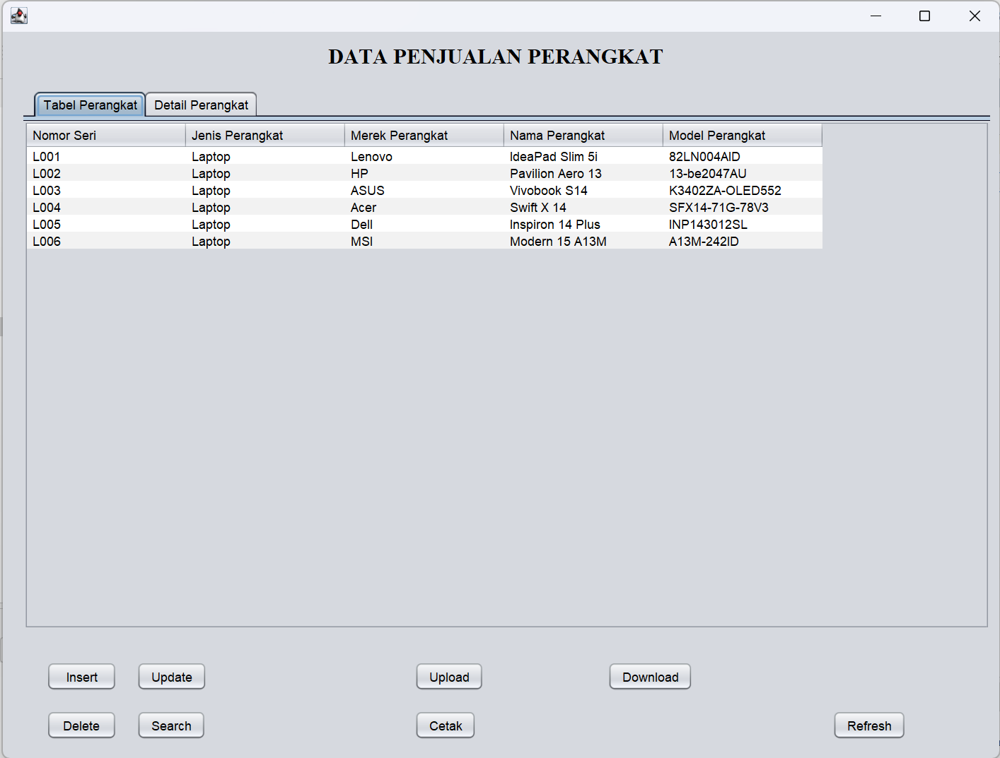 DATA PENJUALAN PERANGKAT
Tabel Perangkat Detail Perangkat
Nomor Seri Jenis Perangkat Merek Perangkat Nama Perangkat Model Perangkat
L001 Laptop Lenovo IdeaPad Slim 5i 82LN004AID
L002 Laptop HP Pavilion Aero 13 13-be2047AU
L003 Laptop ASUS Vivobook S14 K3402ZA-OLED552
L004 Laptop Acer Swift X 14 SFX14-71G-78V3
L005 Laptop Dell Inspiron 14 Plus INP143012SL
L006 Laptop MSI Modern 15 A13M A13M-242ID
Insert Update Upload Download
Delete Search Cetak Refresh